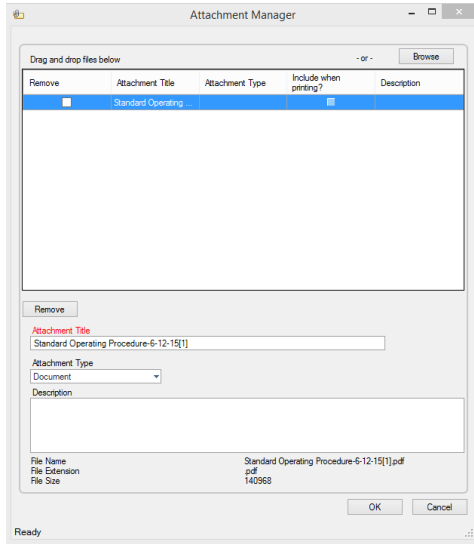 Attachment Manager
Drag and drop files below
- or -
Browse
Remove
Attachment Title
Attachment Type
Include when
printing?
Description
Standard Operating ...
Remove
Attachment Title
Standard Operating Procedure-6-12-15[1]
Attachment Type
Document
Description
File Name
Standard Operating Procedure-6-12-15[1].pdf
File Extension
.pdf
File Size
140968
OK
Cancel
Ready